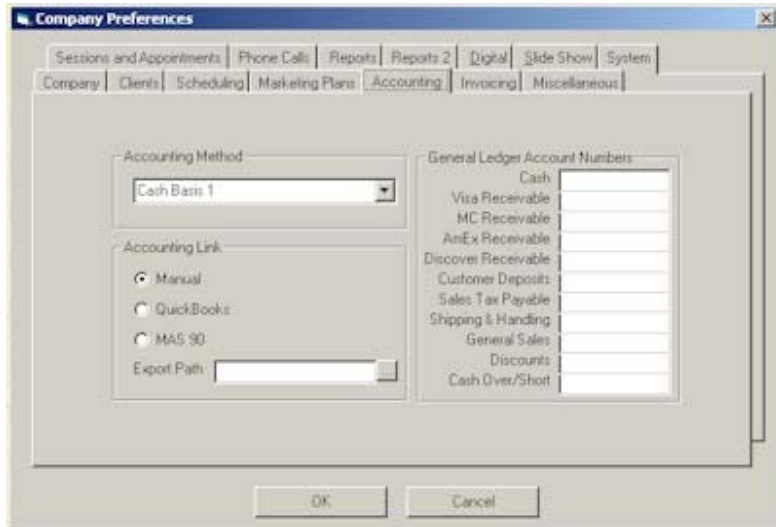 Company Preferences
Sessions and Appointments Phone Calls Reports Reports 2 Digital Slide Show System
Company Clients Scheduling Marketing Plans Accounting Invoicing Miscellaneous
Accounting Method
Cash Basis 1
Accounting Link
Manual
QuickBooks
MAS 90
Export Path
...
General Ledger Account Numbers
Cash
Visa Receivable
MC Receivable
AmEx Receivable
Discover Receivable
Customer Deposits
Sales Tax Payable
Shipping & Handling
General Sales
Discounts
Cash Over/Short
OK Cancel